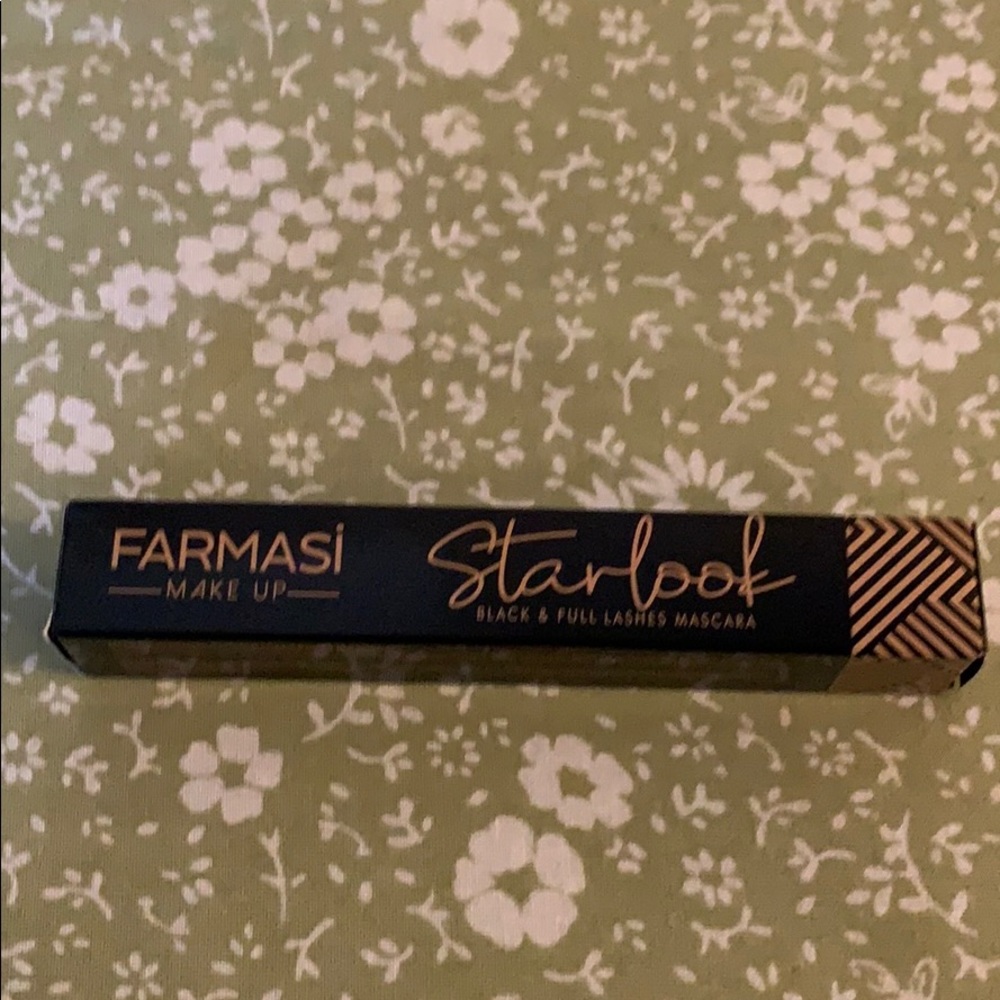 FARMASİ
MAKE UP
Starlook
BLACK & FULL LASHES MASCARA